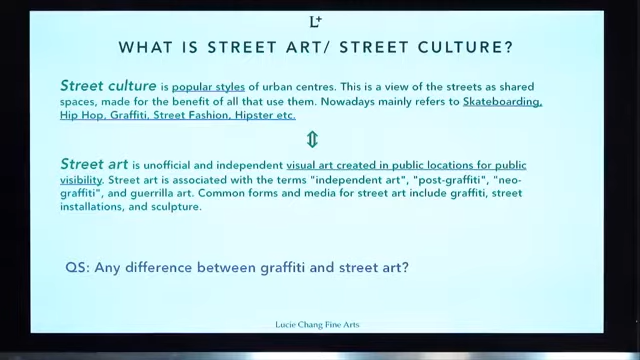 L+
WHAT IS STREET ART/ STREET CULTURE?
Street culture is popular styles of urban centres. This is a view of the streets as shared
spaces, made for the benefit of all that use them. Nowadays mainly refers to Skateboarding,
Hip Hop, Graffiti, Street Fashion, Hipster etc.
Street art is unofficial and independent visual art created in public locations for public
visibility. Street art is associated with the terms "independent art", "post-graffiti", "neo-
graffiti", and guerrilla art. Common forms and media for street art include graffiti, street
installations, and sculpture.
QS: Any difference between graffiti and street art?
Lucie Chang Fine Arts